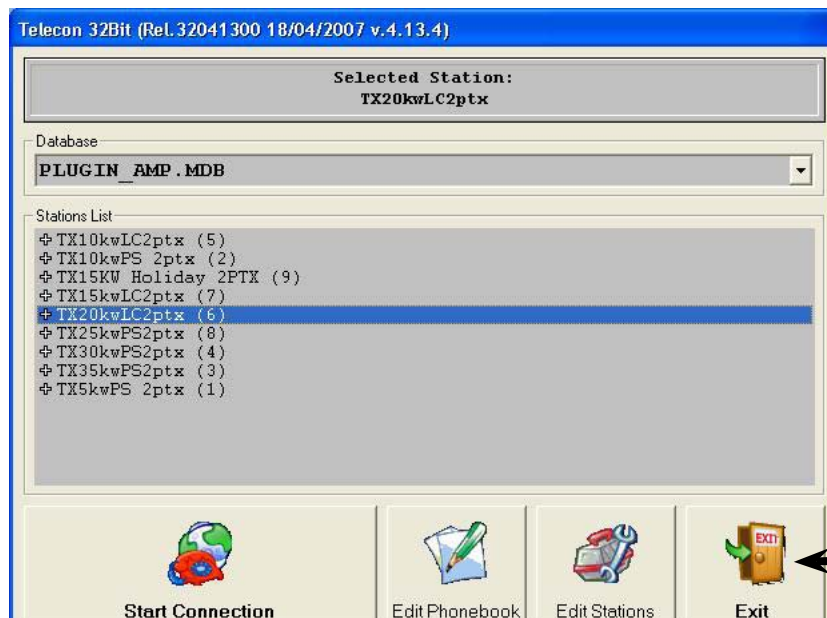 Telecon 32Bit (Rel.32041300 18/04/2007 v.4.13.4)
Selected Station:
TX20kwLC2ptx
Database
PLUGIN_AMP.MDB
Stations List
TX10kwLC2ptx (5)
TX10kwPS 2ptx (2)
TX15KW Holiday 2PTX (9)
TX15kwLC2ptx (7)
TX20kwLC2ptx (6)
TX25kwPS2ptx (8)
TX30kwPS2ptx (4)
TX35kwPS2ptx (3)
TX5kwPS 2ptx (1)
EXIT
Start Connection Edit Phonebook Edit Stations Exit